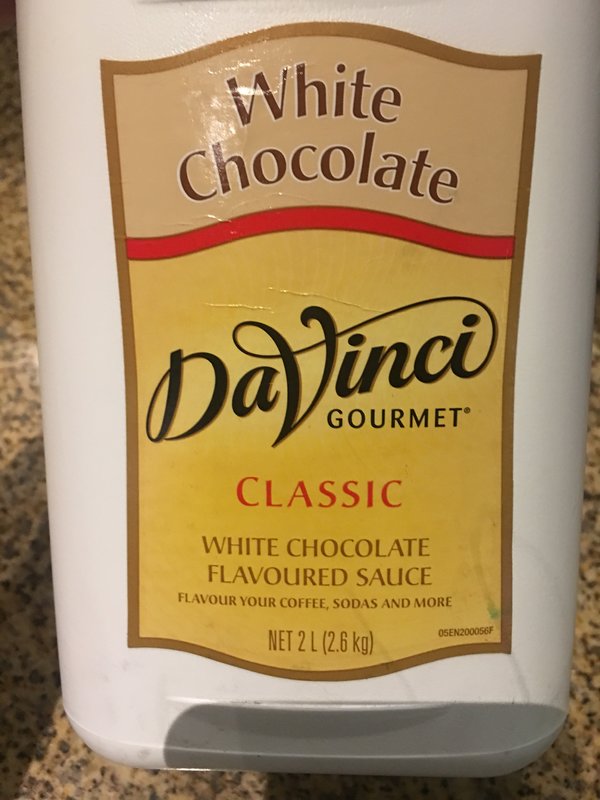 White
Chocolate
DaVinci
GOURMET®
CLASSIC
WHITE CHOCOLATE
FLAVOURED SAUCE
FLAVOUR YOUR COFFEE, SODAS AND MORE
NET 2 L (2.6 kg)
05EN200056F